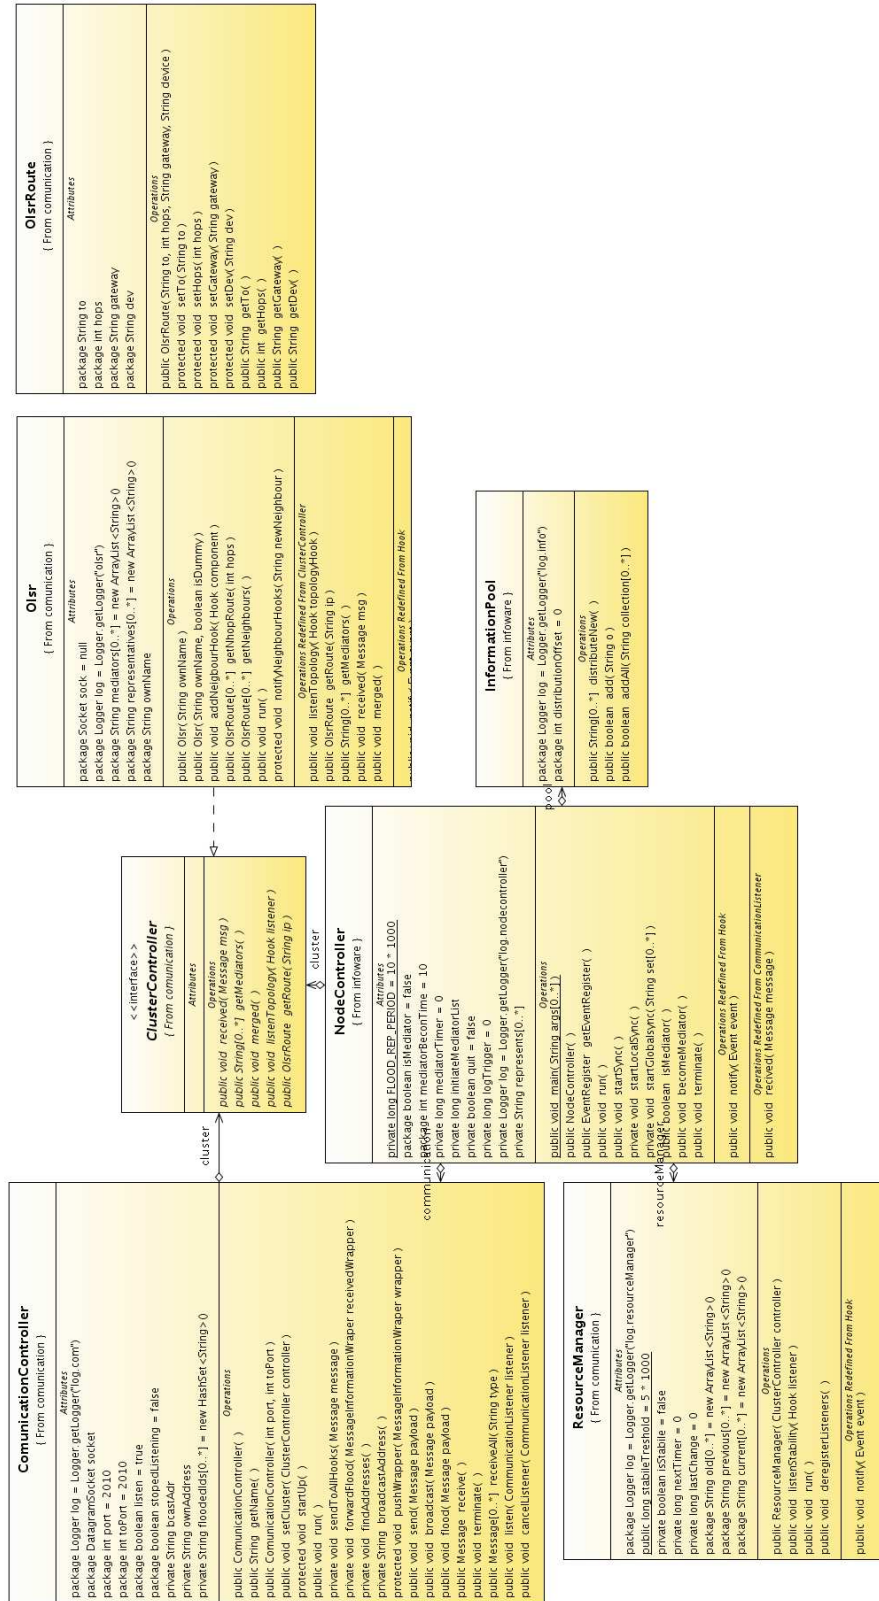 ComunicationController
{ From comunication }
Attributes
package Logger log = Logger.getLogger("log.com")
package DatagramSocket socket
package int port = 2010
package int toPort = 2010
package boolean listen = true
package boolean stopedListening = false
private String bcastAdr
private String ownAddress
private String floodedIds[0..*] = new HashSet<String>()
Operations
public ComunicationController( )
public String getName( )
public ComunicationController( int port, int toPort )
public void setCluster( ClusterController controller )
protected void startUp( )
public void run( )
private void sendToAllHooks( Message message )
private void forwardFlood( MessageInformationWraper receivedWrapper )
private void findAddresses( )
private String broadcastAddress( )
protected void pushWrapper( MessageInformationWraper wrapper )
public void send( Message payload )
public void broadcast( Message payload )
public void flood( Message payload )
public Message receive( )
public void terminate( )
public Message[0..*] receiveAll( String type )
public void listen( CommunicationListener listener )
public void cancelListener( CommunicationListener listener )
cluster
<<interface>>
ClusterController
{ From comunication }
Attributes
Operations
public void received( Message msg )
public String[0..*] getMediators( )
public void merged( )
public void listenTopology( Hook listener )
public OlsrRoute getRoute( String ip )
cluster
Olsr
{ From comunication }
Attributes
package Socket sock = null
package Logger log = Logger.getLogger("olsr")
package String mediators[0..*] = new ArrayList<String>()
package String representatives[0..*] = new ArrayList<String>()
package String ownName
Operations
public Olsr( String ownName )
public Olsr( String ownName, boolean isDummy )
public void addNeigbourHook( Hook component )
public OlsrRoute[0..*] getNhopRoute( int hops )
public OlsrRoute[0..*] getNeighbours( )
public void run( )
protected void notifyNeighbourHooks( String newNeighbour )
Operations Redefined From ClusterController
public void listenTopology( Hook topologyHook )
public OlsrRoute getRoute( String ip )
public String[0..*] getMediators( )
public void received( Message msg )
public void merged( )
Operations Redefined From Hook
public void notify( Event event )
OlsrRoute
{ From comunication }
Attributes
package String to
package int hops
package String gateway
package String dev
Operations
public OlsrRoute( String to, int hops, String gateway, String device )
protected void setTo( String to )
protected void setHops( int hops )
protected void setGateway( String gateway )
protected void setDev( String dev )
public String getTo( )
public int getHops( )
public String getGateway( )
public String getDev( )
NodeController
{ From infoware }
Attributes
private long FLOOD_REP_PERIOD = 10 * 1000
package boolean isMediator = false
package int mediatorBeconTime = 10
private long mediatorTimer = 0
private long initiateMediatorList
private boolean quit = false
private long logTrigger = 0
private Logger log = Logger.getLogger("log.nodecontroller")
private String represents[0..*]
Operations
public void main( String args[0..*] )
public NodeController( )
public EventRegister getEventRegister( )
public void run( )
public void startSync( )
private void startLocalSync( )
private void startGlobalsync( String set[0..*] )
public boolean isMediator( )
public void becomeMediator( )
public void terminate( )
Operations Redefined From Hook
public void notify( Event event )
Operations Redefined From CommunicationListener
public void recived( Message message )
communication
resourceManager
pool
InformationPool
{ From infoware }
Attributes
package Logger log = Logger.getLogger("log.info")
package int distributionOffset = 0
Operations
public String[0..*] distributeNew( )
public boolean add( String o )
public boolean addAll( String collection[0..*] )
ResourceManager
{ From comunication }
Attributes
package Logger log = Logger.getLogger("log.resourceManager")
public long stabileTreshold = 5 * 1000
private boolean isStabile = false
private long nextTimer = 0
private long lastChange = 0
package String old[0..*] = new ArrayList<String>()
package String previous[0..*] = new ArrayList<String>()
package String current[0..*] = new ArrayList<String>()
Operations
public ResourceManager( ClusterController controller )
public void listenStability( Hook listener )
public void run( )
public void deregisterListeners( )
Operations Redefined From Hook
public void notify( Event event )